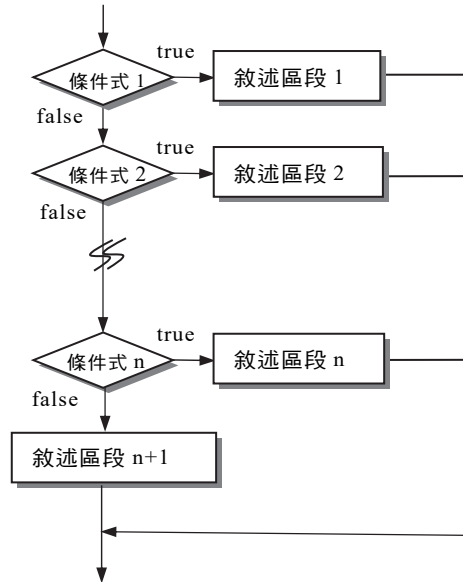 true
條件式 1
敘述區段 1
false
true
條件式 2
敘述區段 2
false
true
條件式 n
敘述區段 n
false
敘述區段 n+1